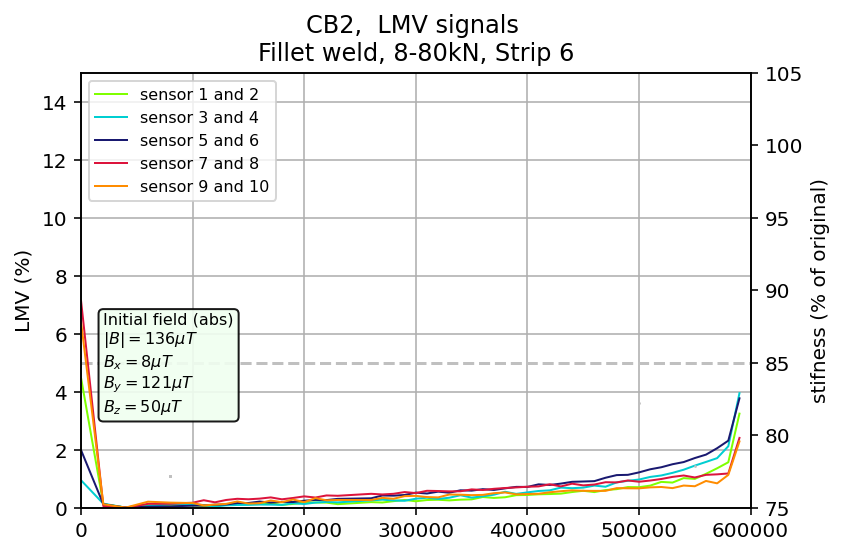 CB2,  LMV signals
Fillet weld, 8-80kN, Strip 6
sensor 1 and 2
sensor 3 and 4
sensor 5 and 6
sensor 7 and 8
sensor 9 and 10
Initial field (abs)
|B| = 136μT
Bₓ = 8μT
B_y = 121μT
B_z = 50μT
LMV (%)
14
12
10
8
6
4
2
0
stifness (% of original)
105
100
95
90
85
80
75
0 100000 200000 300000 400000 500000 600000